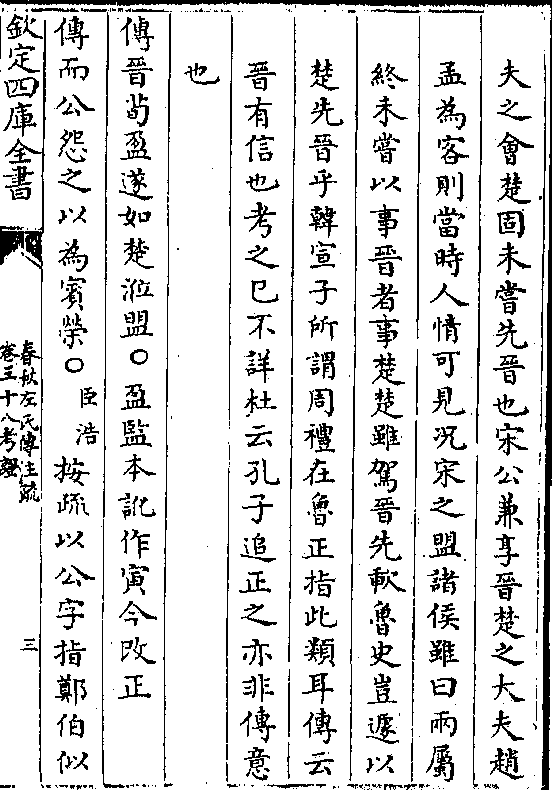 夫之會楚固未嘗先晉也宋公兼享晉楚之大夫趙
孟為客則當時人情可見况宋之盟諸侯雖曰兩屬
終未嘗以事晉者事楚楚雖駕晉先歃魯史豈遽以
楚先晉乎韓宣子所謂周禮在魯正指此類耳傳云
晉有信也考之已不詳杜云孔子追正之亦非傳意
也
傳晉荀盈遂如楚涖盟○盈監本訛作寅今改正
傳而公怨之以為賓榮○臣浩按疏以公字指鄭伯似
欽定四庫全書
春秋左氏傳注疏
卷三十八考證
三